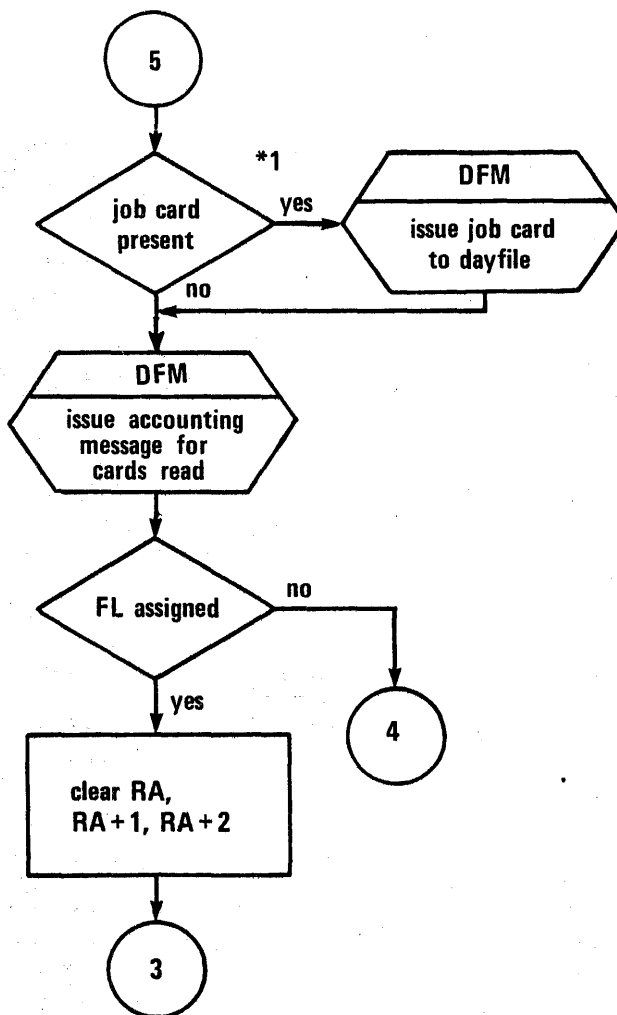 5
*1
job card
present
yes
DFM
issue job card
to dayfile
no
DFM
issue accounting
message for
cards read
FL assigned
no
yes
4
clear RA,
RA+1, RA+2
3